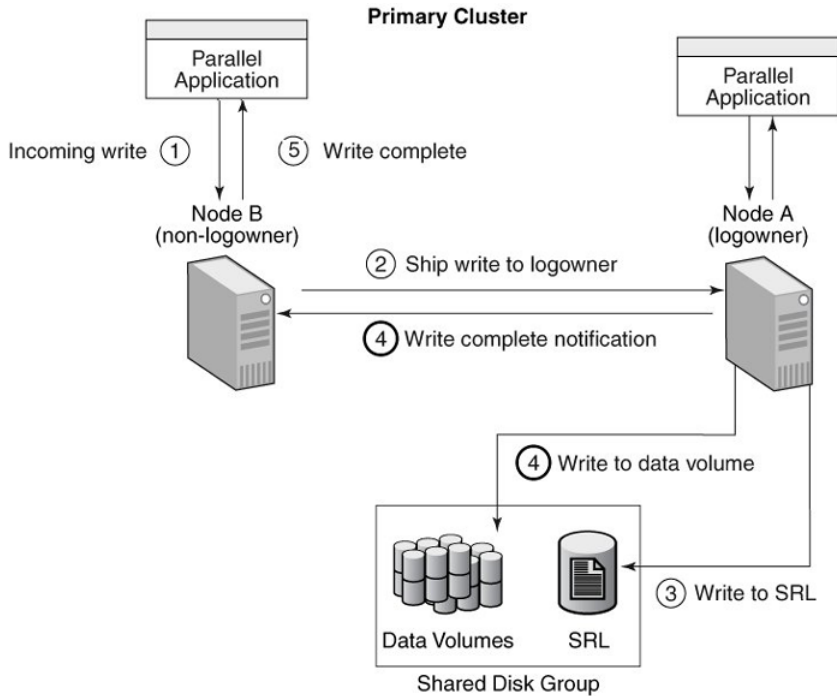 Primary Cluster
Parallel
Application
Parallel
Application
Incoming write 1
5 Write complete
Node B
(non-logowner)
Node A
(logowner)
2 Ship write to logowner
4 Write complete notification
4 Write to data volume
3 Write to SRL
Data Volumes
SRL
Shared Disk Group